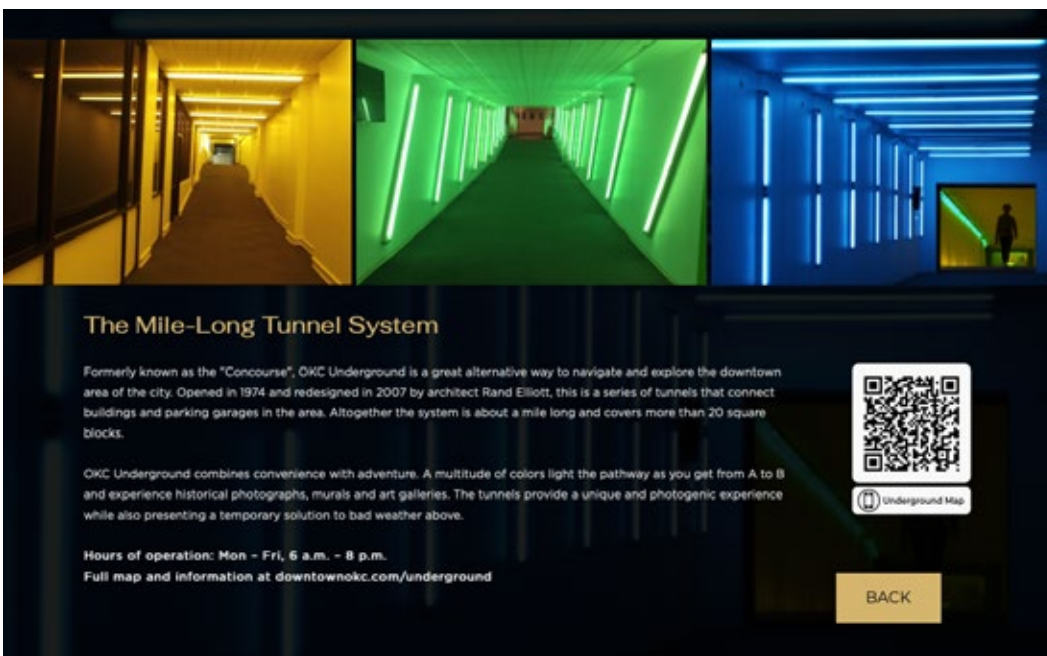 The Mile-Long Tunnel System
Formerly known as the "Concourse", OKC Underground is a great alternative way to navigate and explore the downtown
area of the city. Opened in 1974 and redesigned in 2007 by architect Rand Elliott, this is a series of tunnels that connect
buildings and parking garages in the area. Altogether the system is about a mile long and covers more than 20 square
blocks.
OKC Underground combines convenience with adventure. A multitude of colors light the pathway as you get from A to B
and experience historical photographs, murals and art galleries. The tunnels provide a unique and photogenic experience
while also presenting a temporary solution to bad weather above.
Hours of operation: Mon - Fri, 6 a.m. - 8 p.m.
Full map and information at downtownokc.com/underground
Underground Map
BACK